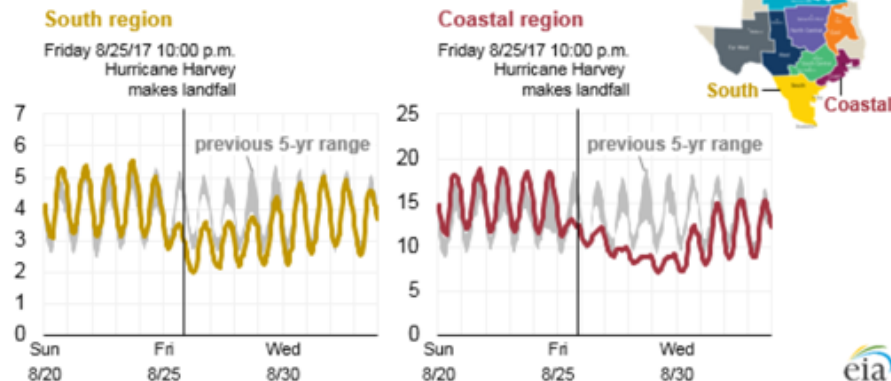 South region
Friday 8/25/17 10:00 p.m.
Hurricane Harvey
makes landfall
previous 5-yr range
7
6
5
4
3
2
1
0
Sun
8/20
Fri
8/25
Wed
8/30
Coastal region
Friday 8/25/17 10:00 p.m.
Hurricane Harvey
makes landfall
previous 5-yr range
25
20
15
10
5
0
Sun
8/20
Fri
8/25
Wed
8/30
South
Coastal
eia